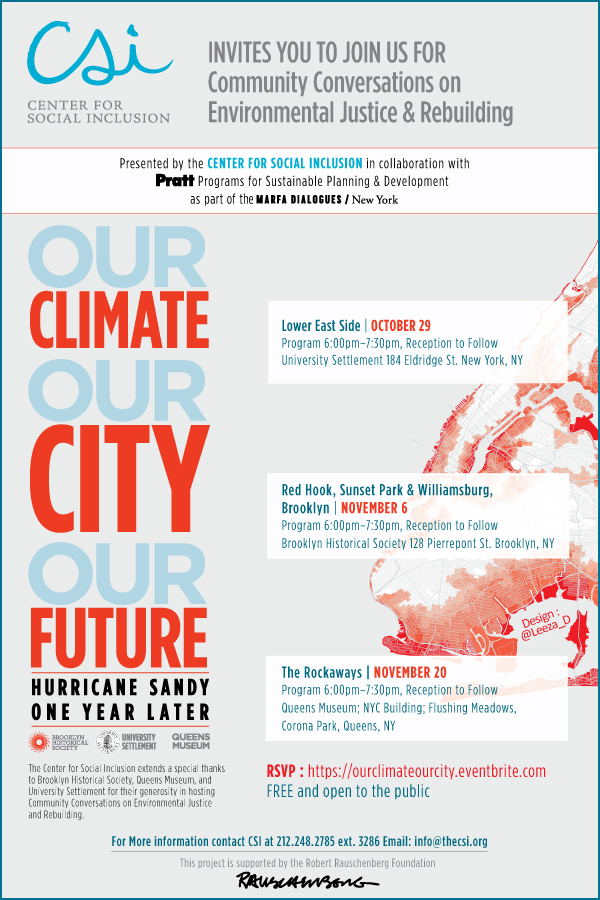 CSi
CENTER FOR
SOCIAL INCLUSION
INVITES YOU TO JOIN US FOR
Community Conversations on
Environmental Justice & Rebuilding
Presented by the CENTER FOR SOCIAL INCLUSION in collaboration with
Pratt Programs for Sustainable Planning & Development
as part of the MARFA DIALOGUES / New York
OUR
CLIMATE
OUR
CITY
OUR
FUTURE
HURRICANE SANDY
ONE YEAR LATER
BROOKLYN
HISTORICAL
SOCIETY
UNIVERSITY
SETTLEMENT
QUEENS
MUSEUM
The Center for Social Inclusion extends a special thanks
to Brooklyn Historical Society, Queens Museum, and
University Settlement for their generosity in hosting
Community Conversations on Environmental Justice
and Rebuilding.
Lower East Side | OCTOBER 29
Program 6:00pm–7:30pm, Reception to Follow
University Settlement 184 Eldridge St. New York, NY
Red Hook, Sunset Park & Williamsburg,
Brooklyn | NOVEMBER 6
Program 6:00pm–7:30pm, Reception to Follow
Brooklyn Historical Society 128 Pierrepont St. Brooklyn, NY
Design :
@Leeza_D
The Rockaways | NOVEMBER 20
Program 6:00pm–7:30pm, Reception to Follow
Queens Museum; NYC Building; Flushing Meadows,
Corona Park, Queens, NY
RSVP : https://ourclimateourcity.eventbrite.com
FREE and open to the public
For More information contact CSI at 212.248.2785 ext. 3286 Email: info@thecsi.org
This project is supported by the Robert Rauschenberg Foundation
RAUSCHENBERG